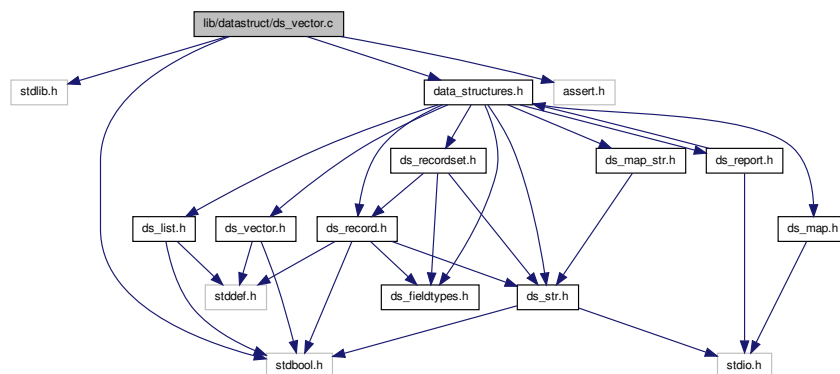 lib/datastruct/ds_vector.c
stdlib.h
data_structures.h
assert.h
ds_recordset.h
ds_map_str.h
ds_report.h
ds_list.h
ds_vector.h
ds_record.h
ds_map.h
stddef.h
ds_fieldtypes.h
ds_str.h
stdbool.h
stdio.h